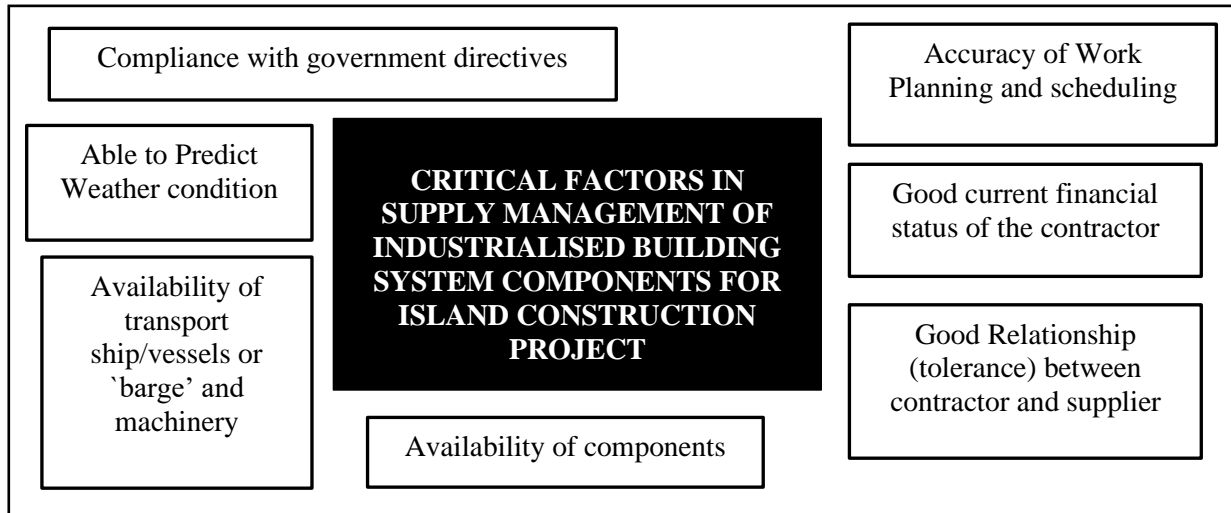 Compliance with government directives
Accuracy of Work
Planning and scheduling
Able to Predict
Weather condition
CRITICAL FACTORS IN
SUPPLY MANAGEMENT OF
INDUSTRIALISED BUILDING
SYSTEM COMPONENTS FOR
ISLAND CONSTRUCTION
PROJECT
Good current financial
status of the contractor
Availability of
transport
ship/vessels or
`barge’ and
machinery
Good Relationship
(tolerance) between
contractor and supplier
Availability of components